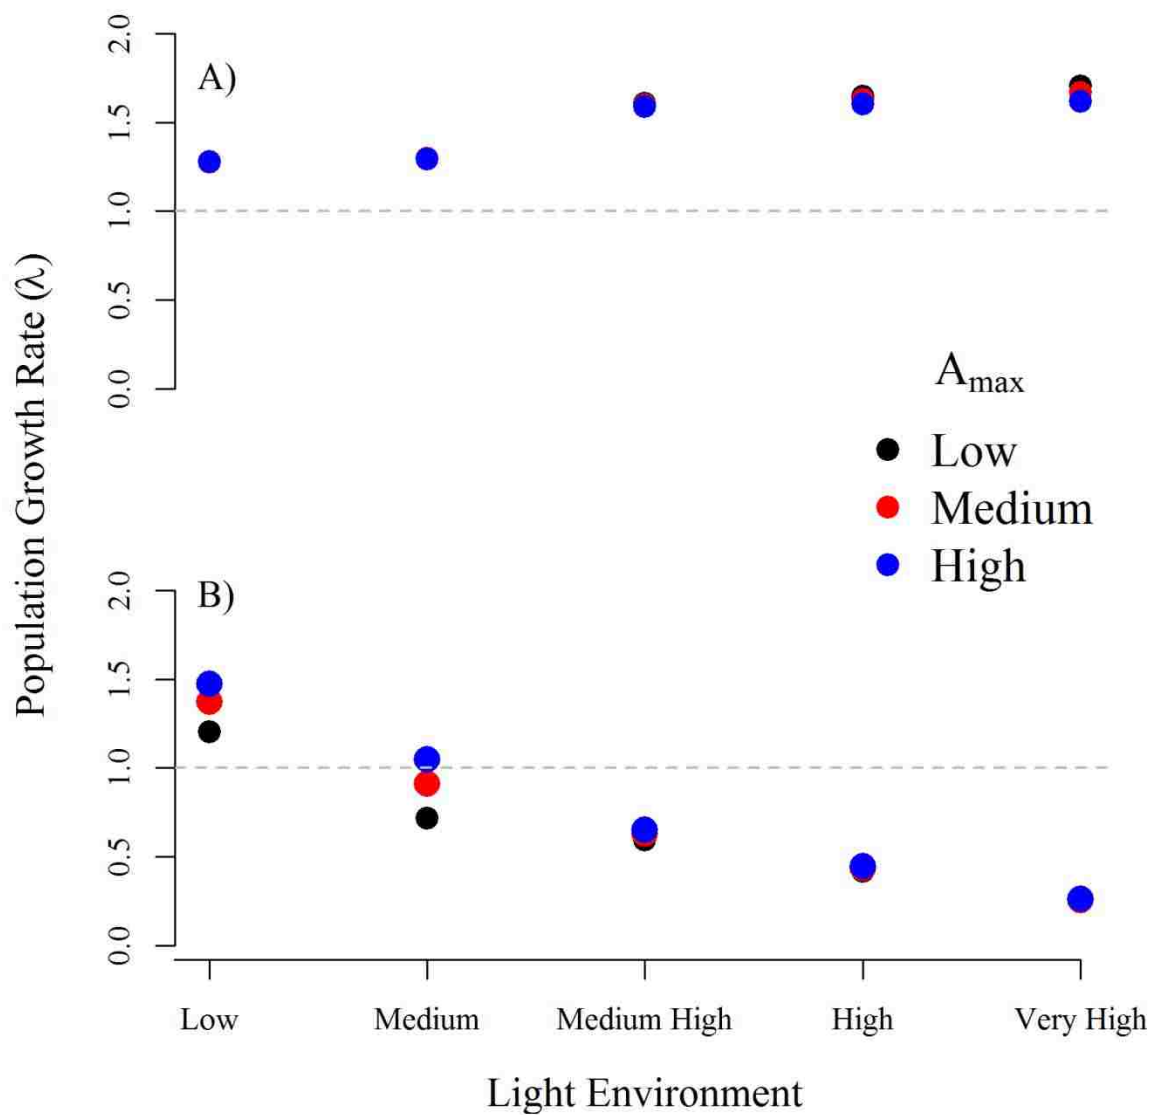 Population Growth Rate (λ)
A)
2.0
1.5
1.0
0.5
0.0
A_max
Low
Medium
High
B)
2.0
1.5
1.0
0.5
0.0
Low Medium Medium High High Very High
Light Environment